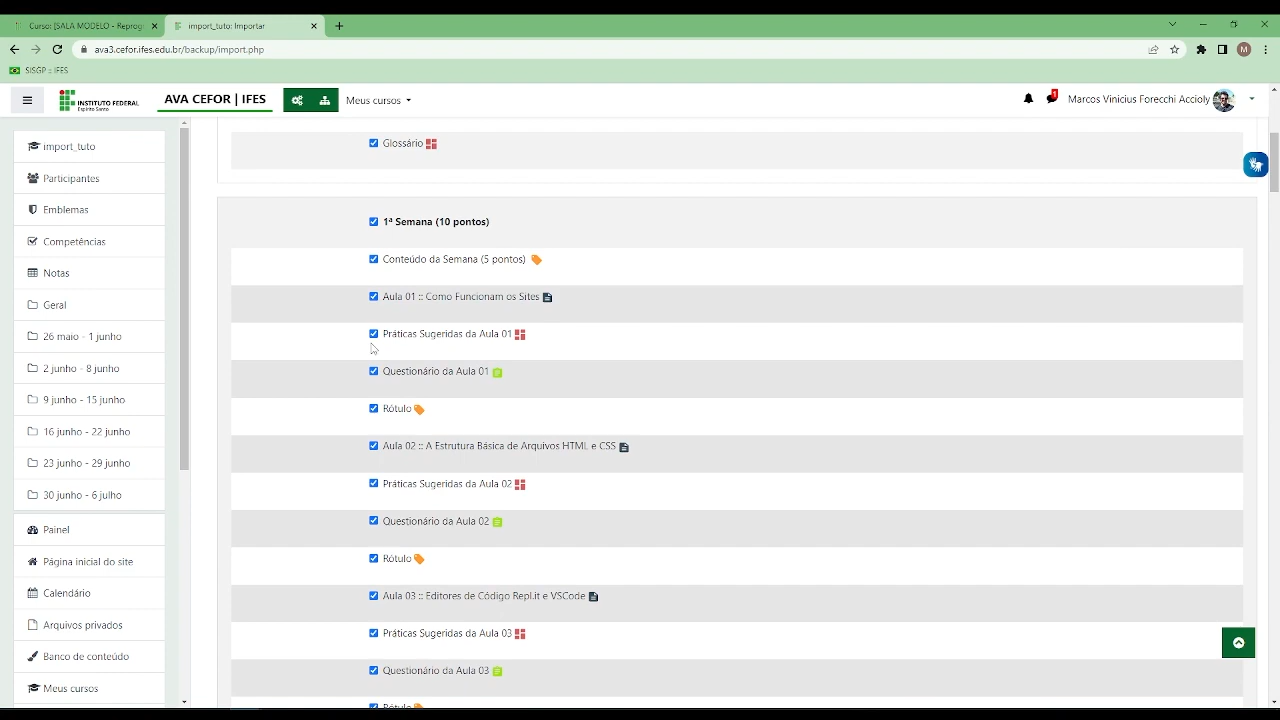 Curso: [SALA MODELO - Reprog
import_tuto: Importar
ava3.cefor.ifes.edu.br/backup/import.php
M
SISGP :: IFES
INSTITUTO FEDERAL
Espírito Santo
AVA CEFOR | IFES
Meus cursos
Marcos Vinicius Forecchi Accioly
import_tuto
Participantes
Emblemas
Competências
Notas
Geral
26 maio - 1 junho
2 junho - 8 junho
9 junho - 15 junho
16 junho - 22 junho
23 junho - 29 junho
30 junho - 6 julho
Painel
Página inicial do site
Calendário
Arquivos privados
Banco de conteúdo
Meus cursos
Glossário
1ª Semana (10 pontos)
Conteúdo da Semana (5 pontos)
Aula 01 :: Como Funcionam os Sites
Práticas Sugeridas da Aula 01
Questionário da Aula 01
Rótulo
Aula 02 :: A Estrutura Básica de Arquivos HTML e CSS
Práticas Sugeridas da Aula 02
Questionário da Aula 02
Rótulo
Aula 03 :: Editores de Código Repl.it e VSCode
Práticas Sugeridas da Aula 03
Questionário da Aula 03
Rótulo